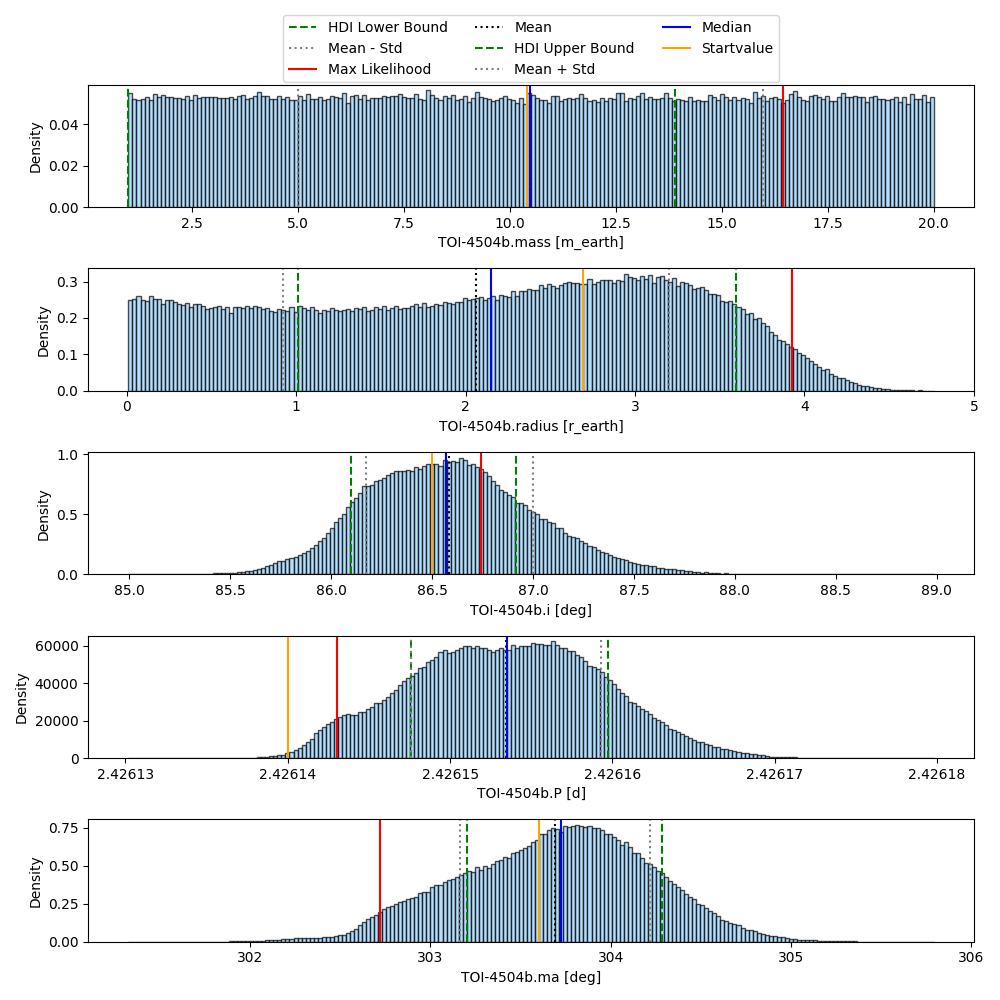 HDI Lower Bound Mean Median
Mean - Std HDI Upper Bound Startvalue
Max Likelihood Mean + Std
0.04
0.02
0.00
Density
2.5 5.0 7.5 10.0 12.5 15.0 17.5 20.0
TOI-4504b.mass [m_earth]
0.3
0.2
0.1
0.0
Density
0 1 2 3 4 5
TOI-4504b.radius [r_earth]
1.0
0.5
0.0
Density
85.0 85.5 86.0 86.5 87.0 87.5 88.0 88.5 89.0
TOI-4504b.i [deg]
60000
40000
20000
0
Density
2.42613 2.42614 2.42615 2.42616 2.42617 2.42618
TOI-4504b.P [d]
0.75
0.50
0.25
0.00
Density
302 303 304 305 306
TOI-4504b.ma [deg]